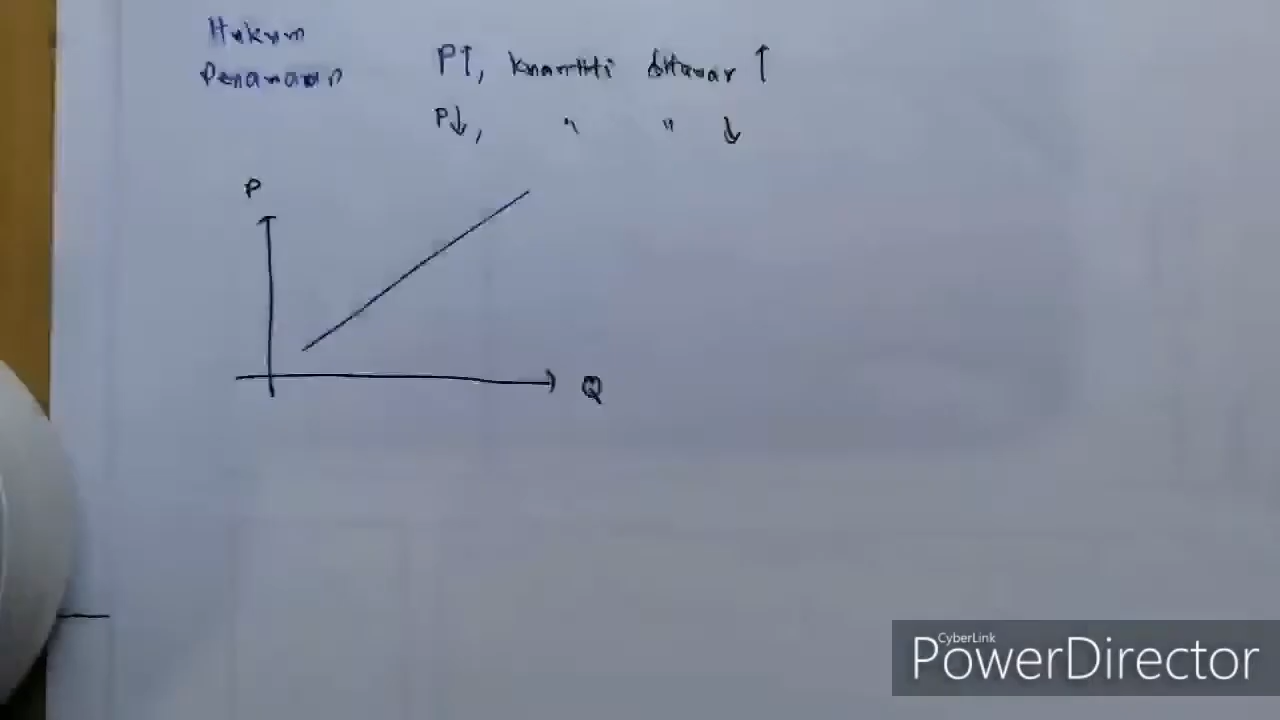 Hukum
Penawaran
P↑, kuantiti ditawar ↑
P↓, " " ↓
P
Q
CyberLink
PowerDirector